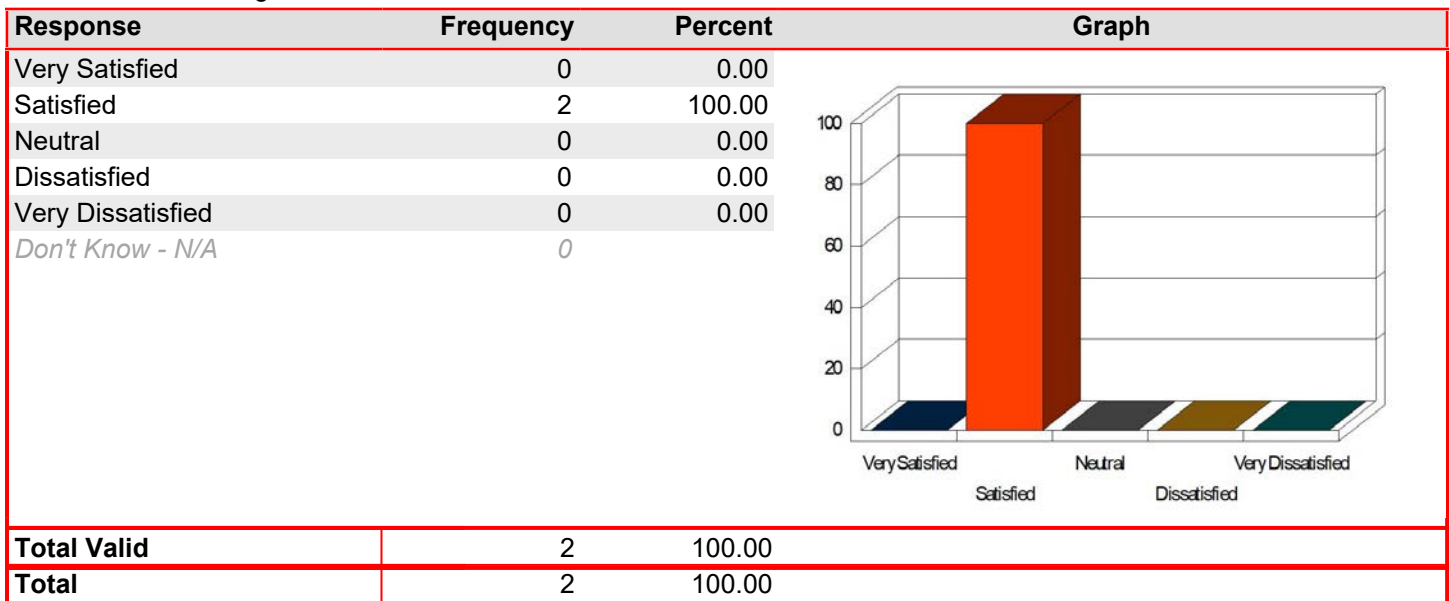 Response Frequency Percent Graph
Very Satisfied 0 0.00
Satisfied 2 100.00
Neutral 0 0.00
Dissatisfied 0 0.00
Very Dissatisfied 0 0.00
Don't Know - N/A 0
100
80
60
40
20
0
Very Satisfied Neutral Very Dissatisfied
Satisfied Dissatisfied
Total Valid 2 100.00
Total 2 100.00